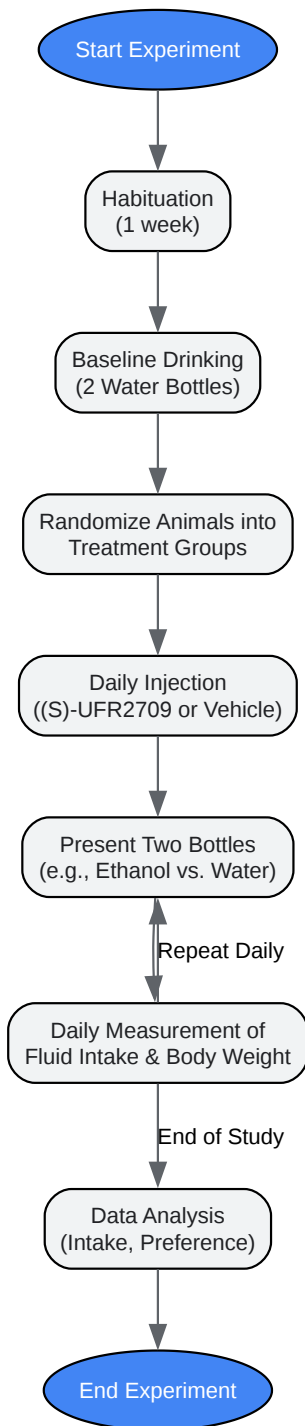 Start Experiment
Habituation
(1 week)
Baseline Drinking
(2 Water Bottles)
Randomize Animals into
Treatment Groups
Daily Injection
((S)-UFR2709 or Vehicle)
Present Two Bottles
(e.g., Ethanol vs. Water)
Repeat Daily
Daily Measurement of
Fluid Intake & Body Weight
End of Study
Data Analysis
(Intake, Preference)
End Experiment